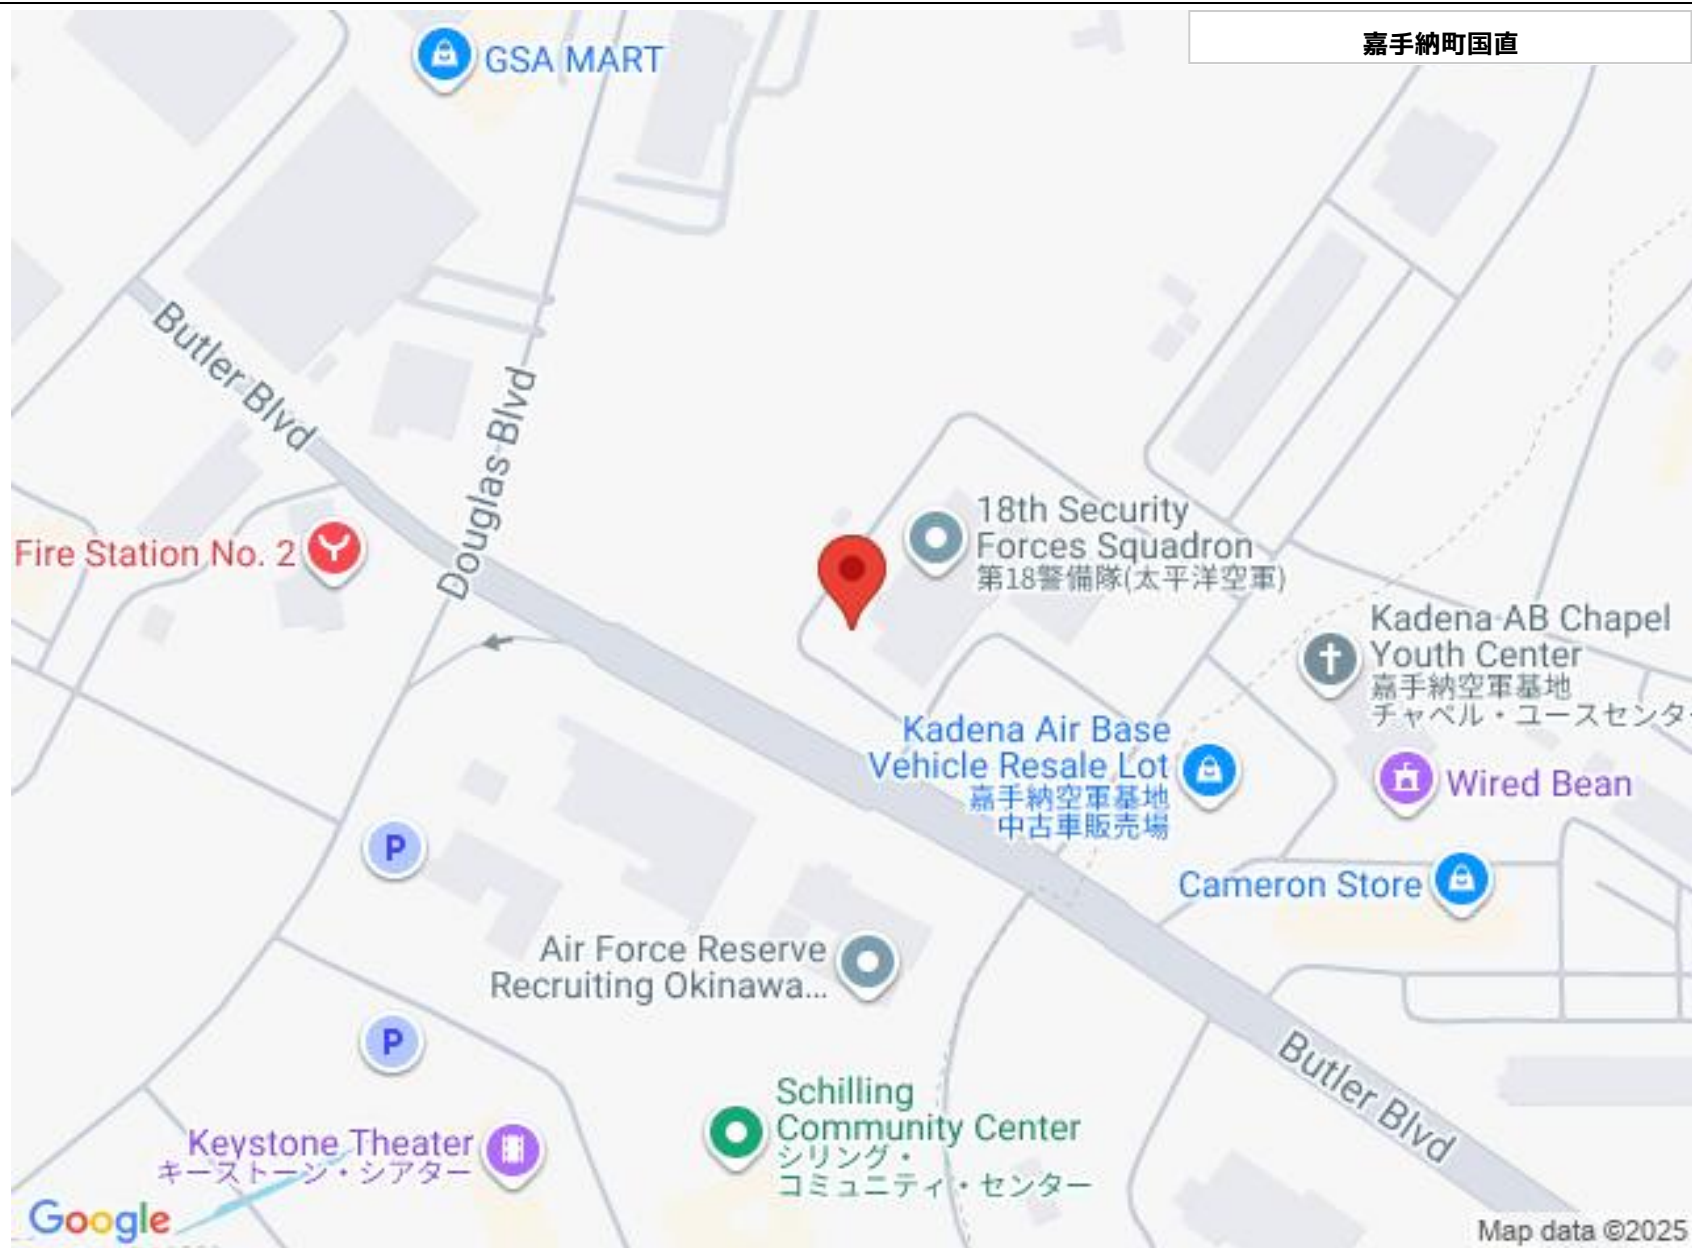 嘉手納町国直
GSA MART
Butler Blvd
Douglas Blvd
Fire Station No. 2
18th Security
Forces Squadron
第18警備隊(太平洋空軍)
Kadena AB Chapel
Youth Center
嘉手納空軍基地
チャペル・ユースセンタ
Kadena Air Base
Vehicle Resale Lot
嘉手納空軍基地
中古車販売場
Wired Bean
P
Cameron Store
Air Force Reserve
Recruiting Okinawa...
P
Butler Blvd
Schilling
Community Center
シリング・
コミュニティ・センター
Keystone Theater
キーストーン・シアター
Google
Map data ©2025